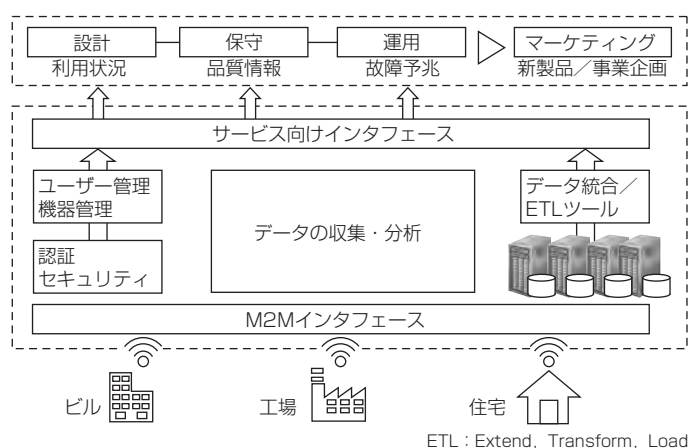 設計
保守
運用
マーケティング
利用状況
品質情報
故障予兆
新製品／事業企画
サービス向けインタフェース
ユーザー管理
機器管理
データの収集・分析
データ統合／
ETLツール
認証
セキュリティ
M2Mインタフェース
ビル
工場
住宅
ETL：Extend，Transform，Load